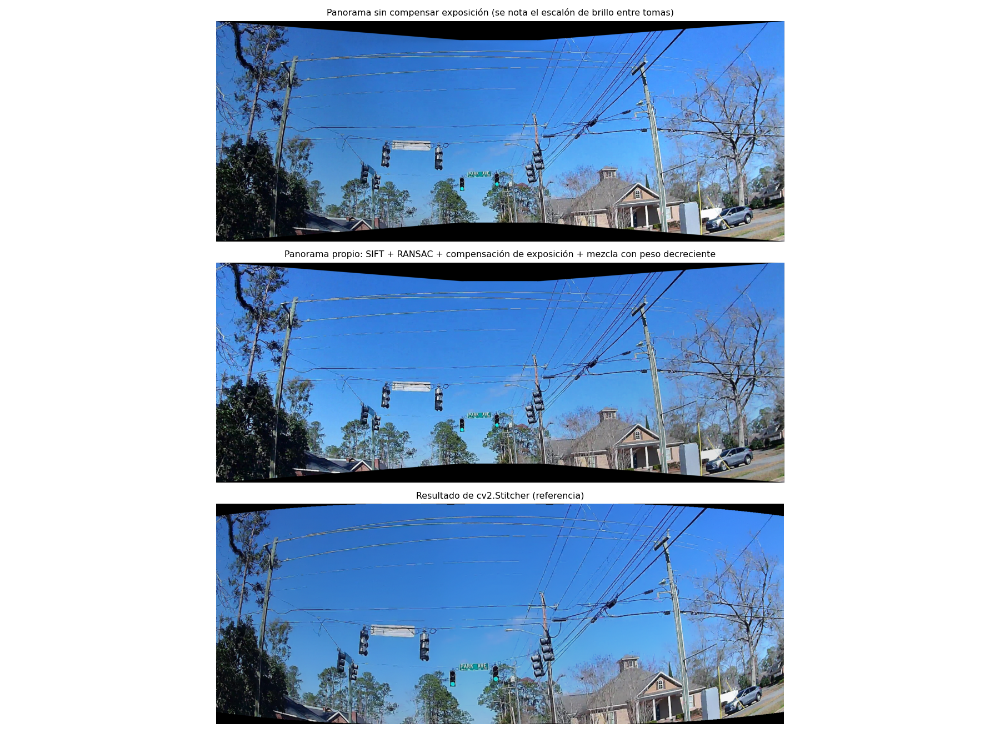 Panorama sin compensar exposición (se nota el escalón de brillo entre tomas)
PARK AVE
Panorama propio: SIFT + RANSAC + compensación de exposición + mezcla con peso decreciente
PARK AVE
Resultado de cv2.Stitcher (referencia)
PARK AVE